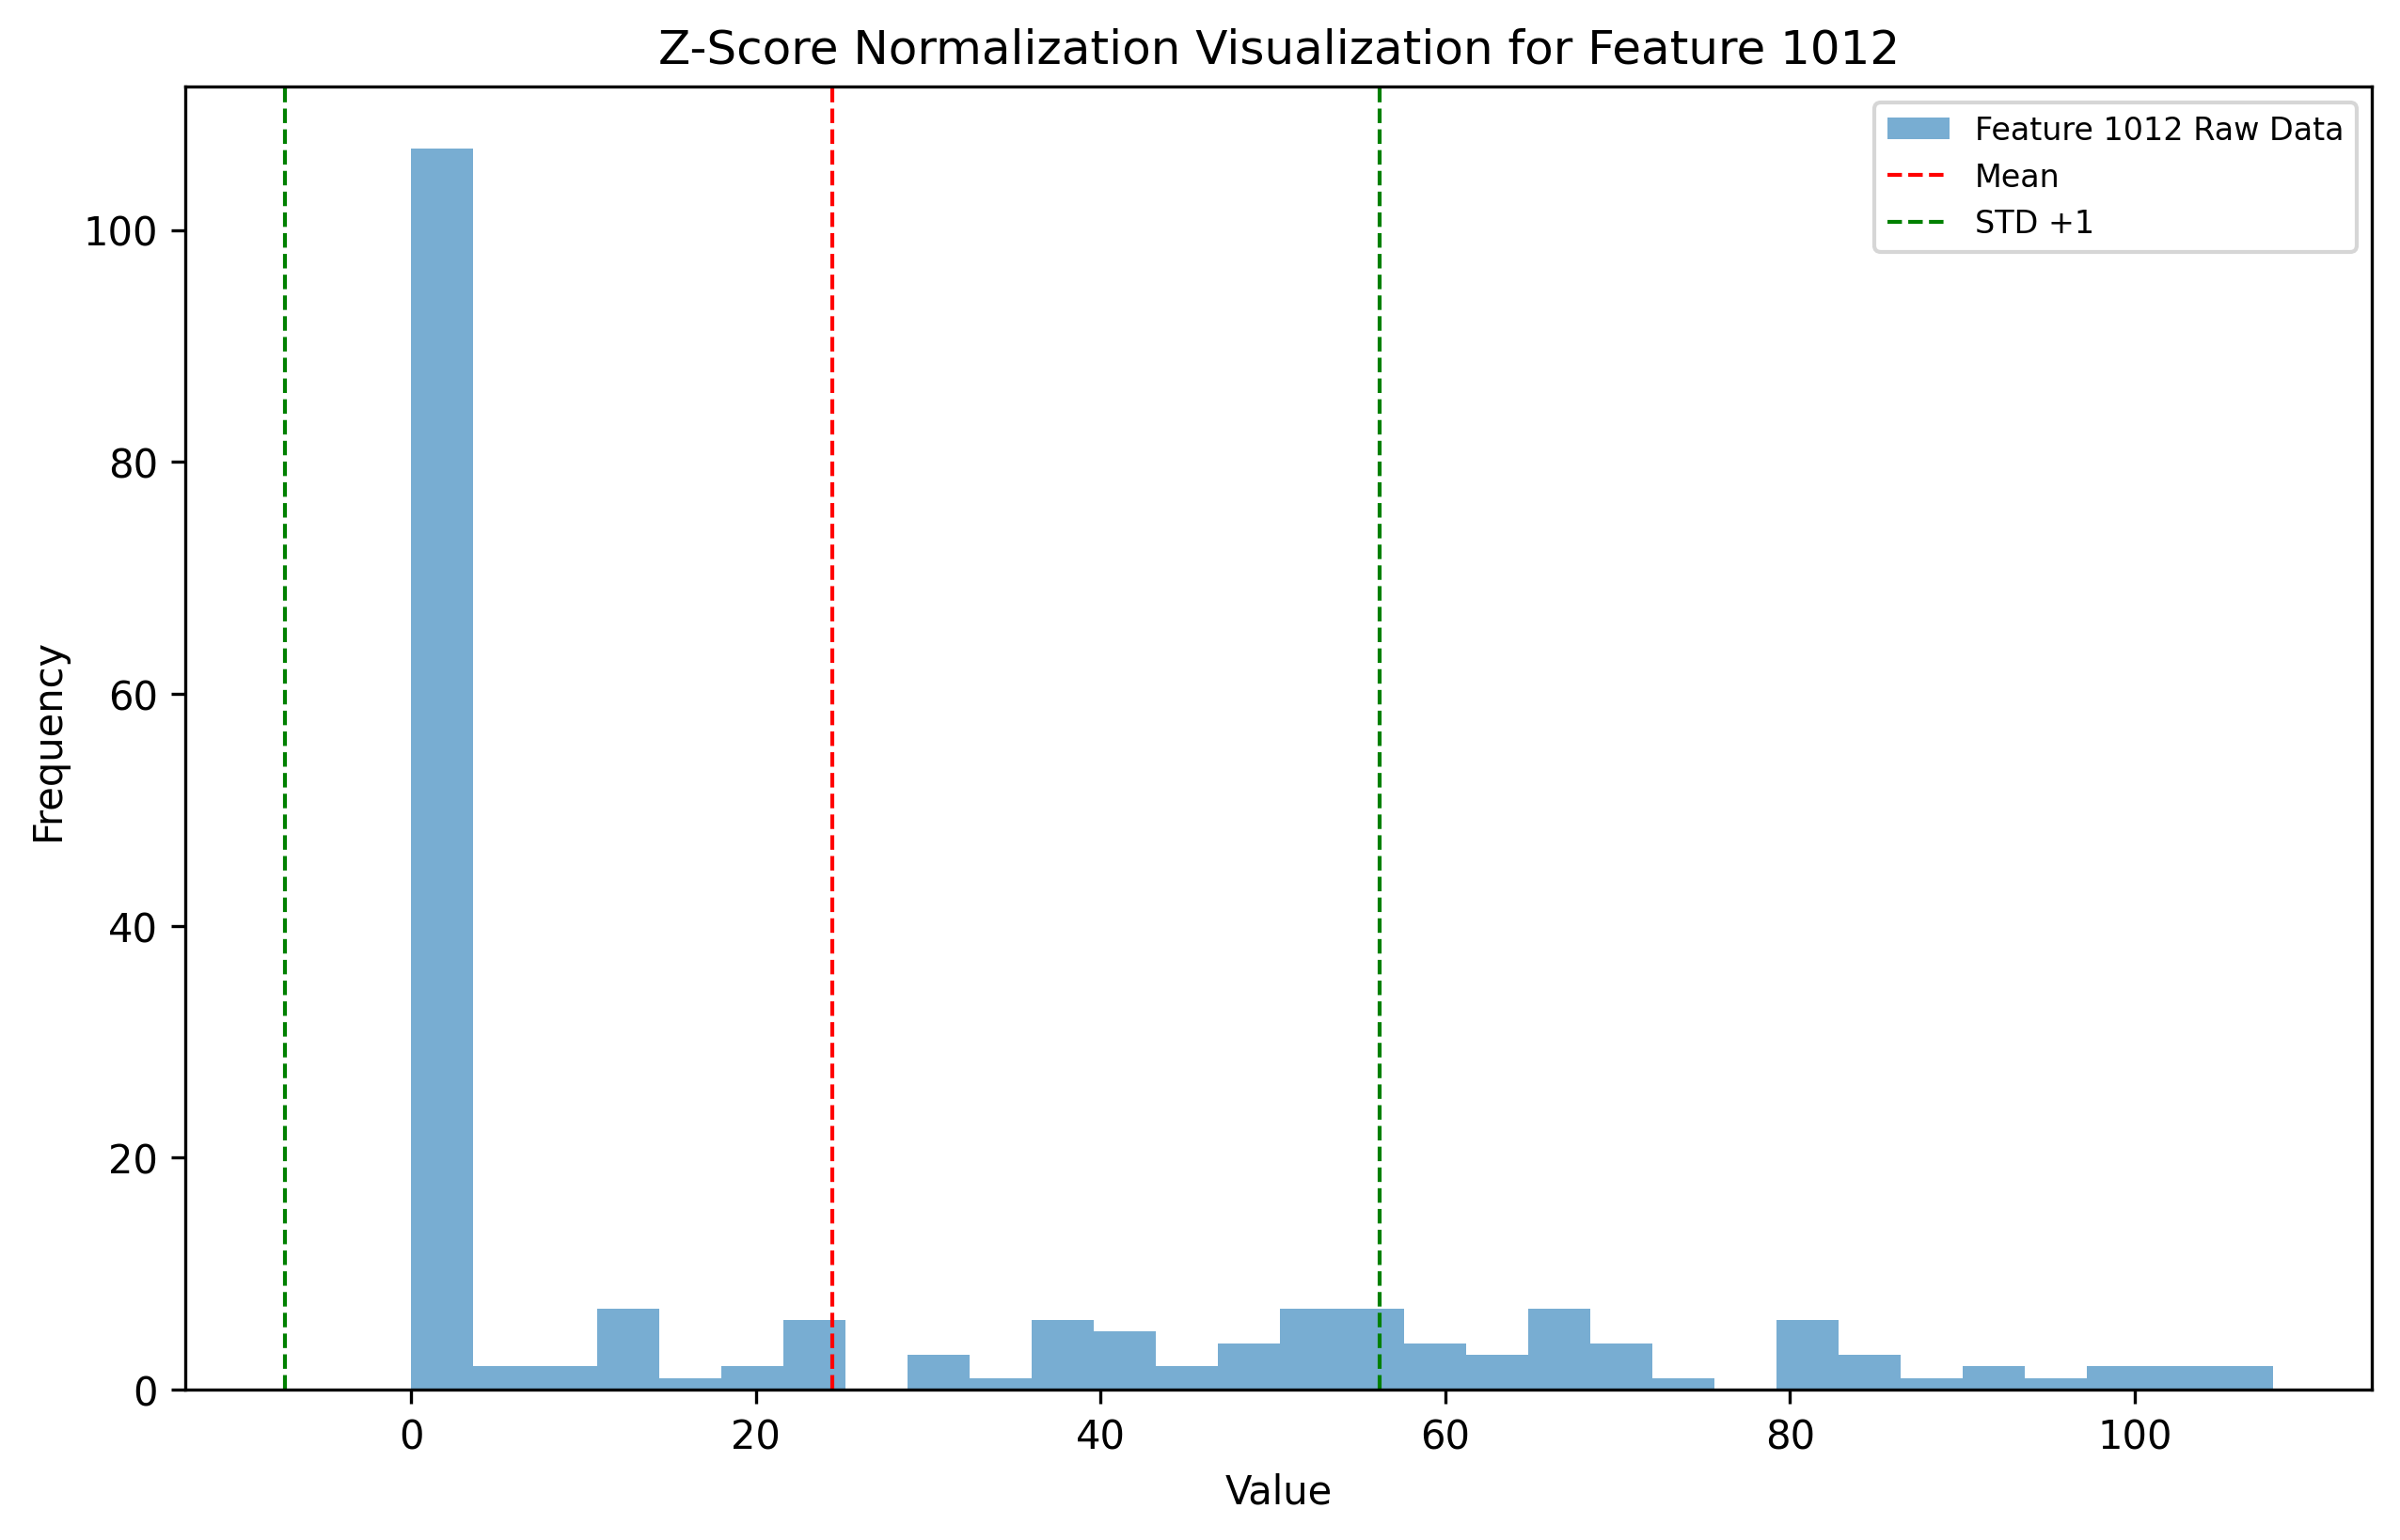 Z-Score Normalization Visualization for Feature 1012
Feature 1012 Raw Data
Mean
STD +1
100
80
60
40
20
0
Frequency
0 20 40 60 80 100
Value